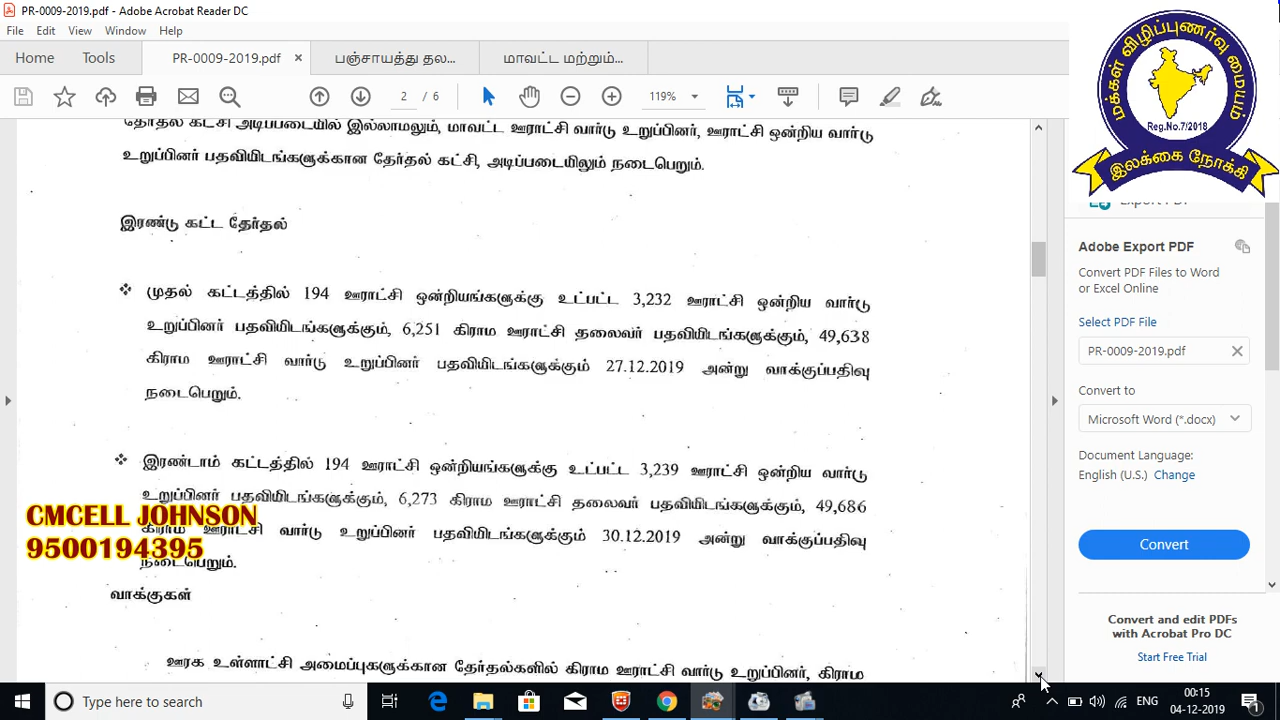 PR-0009-2019.pdf - Adobe Acrobat Reader DC
File Edit View Window Help
Home Tools PR-0009-2019.pdf × பஞ்சாயத்து தல... மாவட்ட மற்றும்...
2 / 6 119%
தேர்தல் கட்சி அடிப்படையில் இல்லாமலும், மாவட்ட ஊராட்சி வார்டு உறுப்பினர், ஊராட்சி ஒன்றிய வார்டு
உறுப்பினர் பதவியிடங்களுக்கான தேர்தல் கட்சி, அடிப்படையிலும் நடைபெறும்.
இரண்டு கட்ட தேர்தல்
❖ முதல் கட்டத்தில் 194 ஊராட்சி ஒன்றியங்களுக்கு உட்பட்ட 3,232 ஊராட்சி ஒன்றிய வார்டு
உறுப்பினர் பதவியிடங்களுக்கும், 6,251 கிராம ஊராட்சி தலைவர் பதவியிடங்களுக்கும், 49,638
கிராம ஊராட்சி வார்டு உறுப்பினர் பதவியிடங்களுக்கும் 27.12.2019 அன்று வாக்குப்பதிவு
நடைபெறும்.
❖ இரண்டாம் கட்டத்தில் 194 ஊராட்சி ஒன்றியங்களுக்கு உட்பட்ட 3,239 ஊராட்சி ஒன்றிய வார்டு
உறுப்பினர் பதவியிடங்களுக்கும், 6,273 கிராம ஊராட்சி தலைவர் பதவியிடங்களுக்கும், 49,686
கிராம ஊராட்சி வார்டு உறுப்பினர் பதவியிடங்களுக்கும் 30.12.2019 அன்று வாக்குப்பதிவு
நடைபெறும்.
வாக்குகள்
ஊரக உள்ளாட்சி அமைப்புகளுக்கான தேர்தல்களில் கிராம ஊராட்சி வார்டு உறுப்பினர், கிராம
CMCELL JOHNSON
9500194395
மக்கள் விழிப்புணர்வு மையம்
Reg.No.7/2018
இலக்கை நோக்கி
Export PDF
Adobe Export PDF
Convert PDF Files to Word
or Excel Online
Select PDF File
PR-0009-2019.pdf
Convert to
Microsoft Word (*.docx)
Document Language:
English (U.S.) Change
Convert
Convert and edit PDFs
with Acrobat Pro DC
Start Free Trial
Type here to search
ENG
00:15
04-12-2019
1